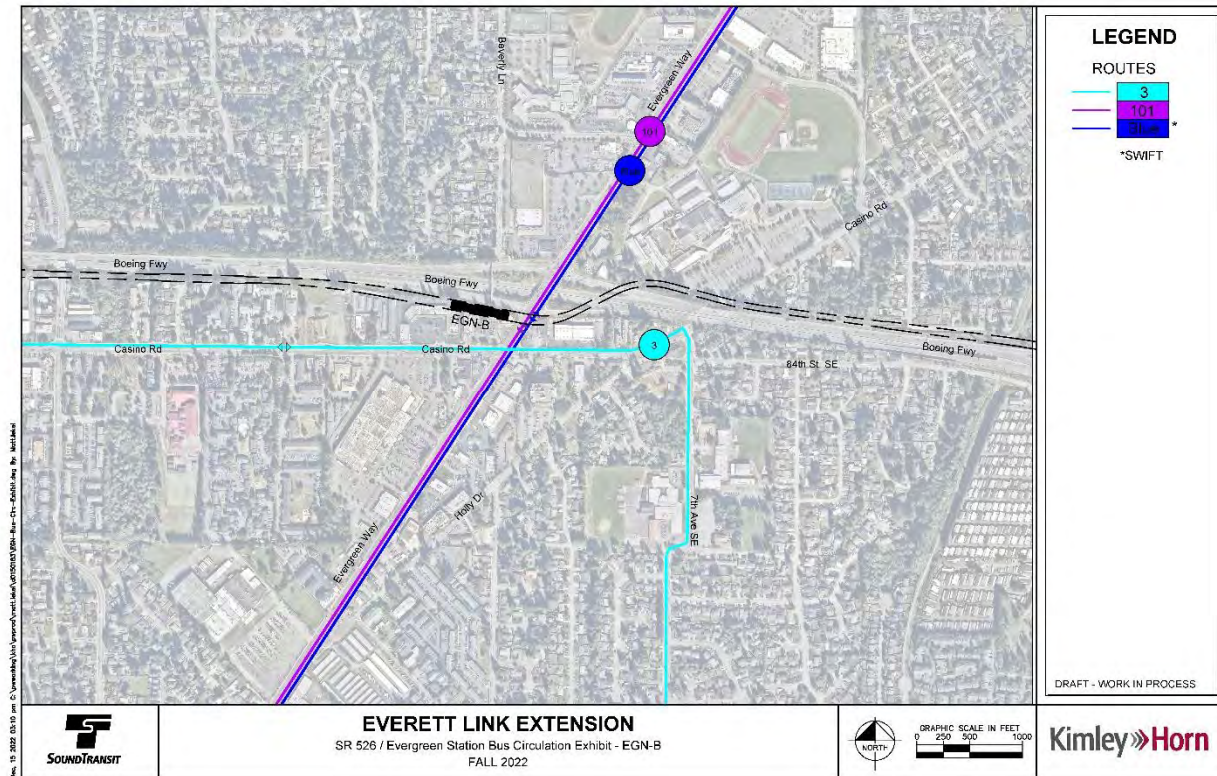 Beverly Ln
Evergreen Way
101
Blue
Casino Rd
Boeing Fwy
Boeing Fwy
EGN-B
Casino Rd
Casino Rd
3
84th St SE
Boeing Fwy
Holly Dr
7th Ave SE
Evergreen Way
LEGEND
ROUTES
3
101
Blue *
*SWIFT
DRAFT - WORK IN PROCESS
SOUNDTRANSIT
EVERETT LINK EXTENSION
SR 526 / Evergreen Station Bus Circulation Exhibit - EGN-B
FALL 2022
NORTH
GRAPHIC SCALE IN FEET
0 250 500 1000
Kimley»Horn